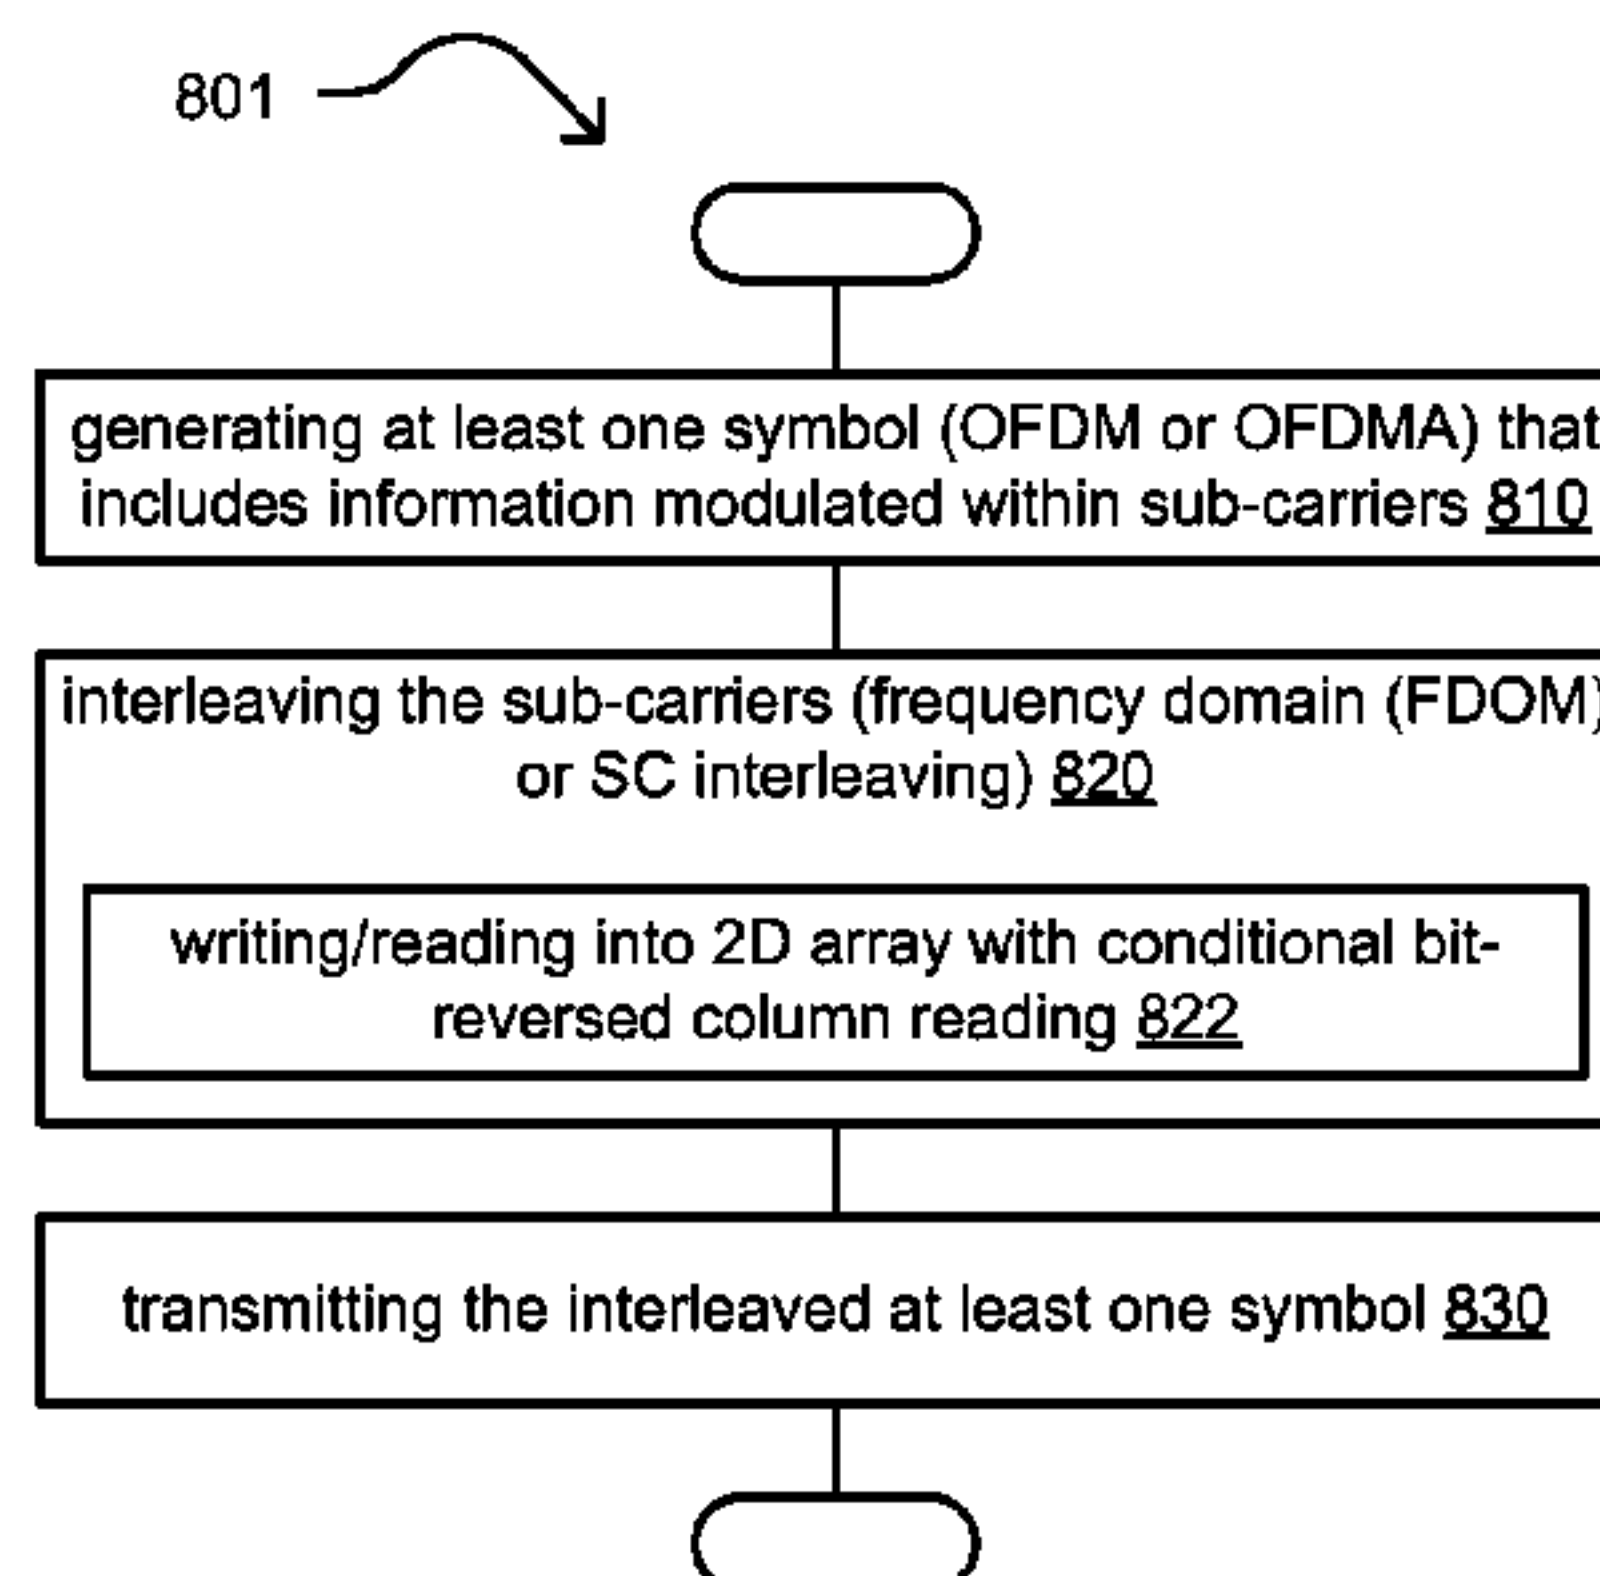 801
generating at least one symbol (OFDM or OFDMA) that
includes information modulated within sub-carriers 810
interleaving the sub-carriers (frequency domain (FDOM)
or SC interleaving) 820
writing/reading into 2D array with conditional bit-
reversed column reading 822
transmitting the interleaved at least one symbol 830